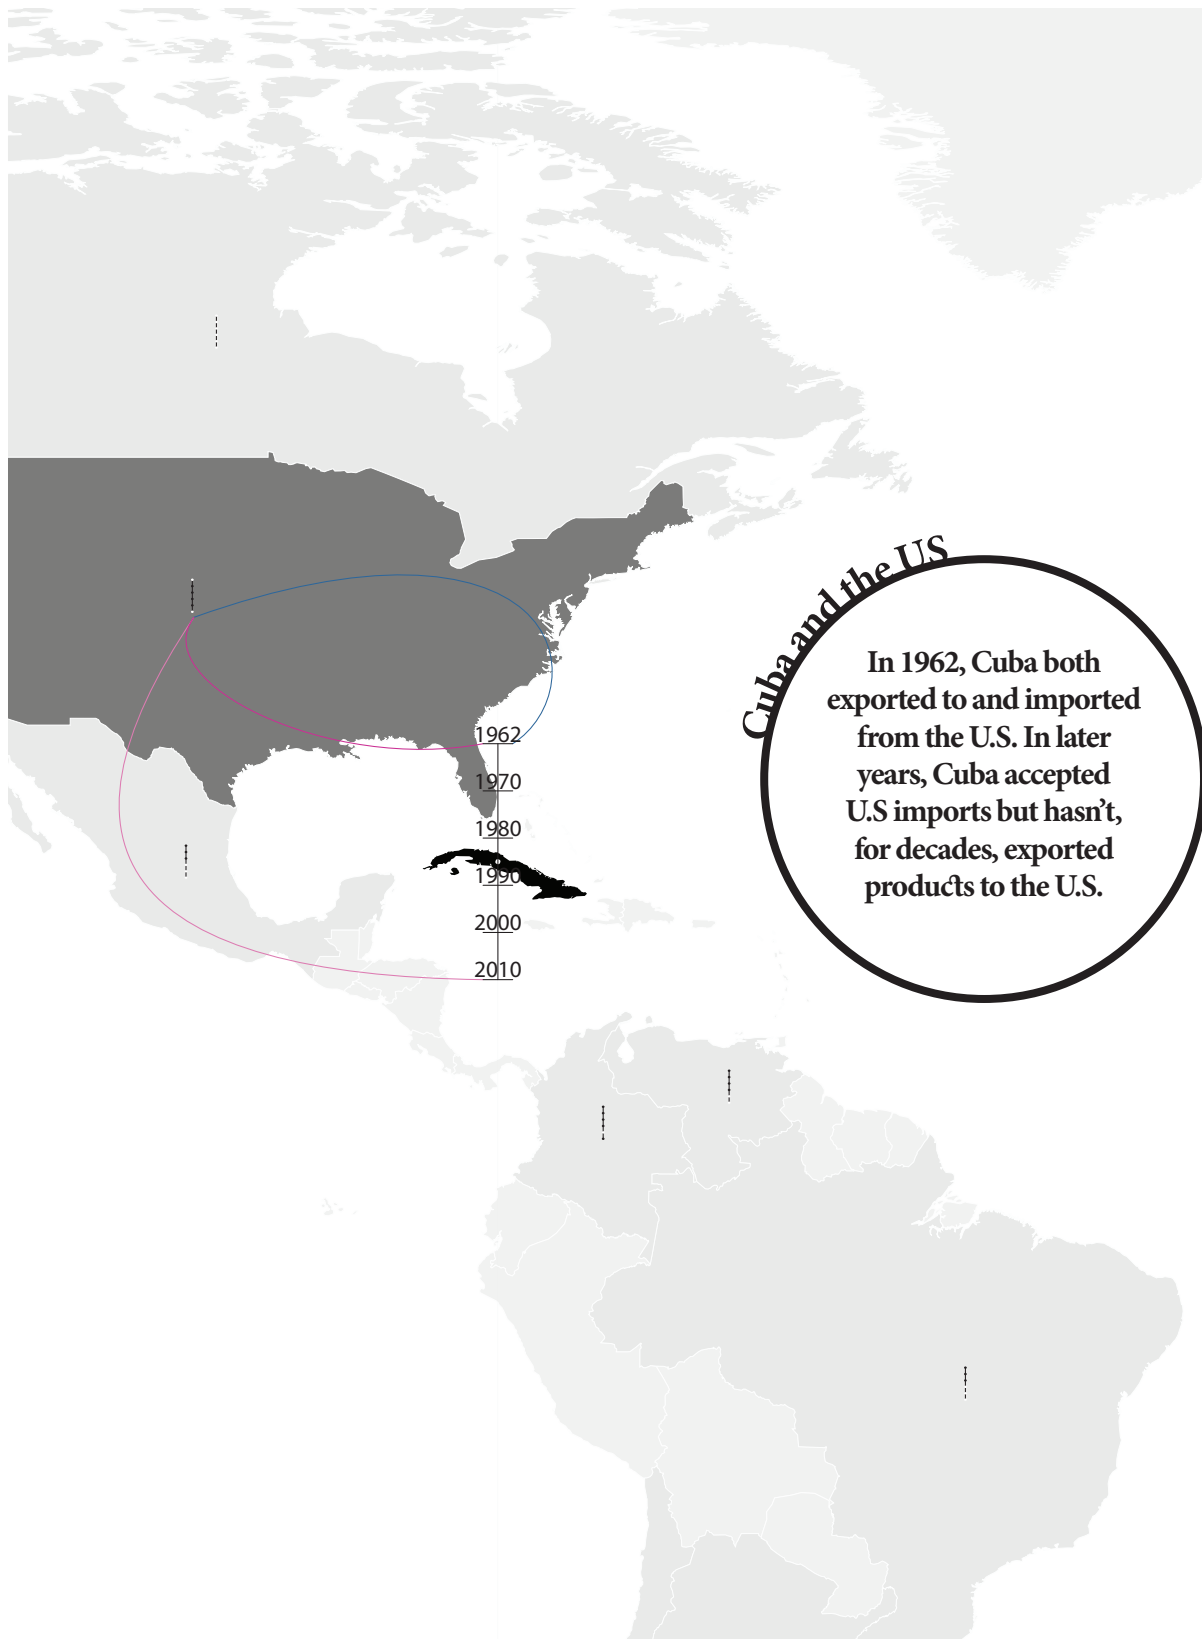 Cuba and the US
In 1962, Cuba both
exported to and imported
from the U.S. In later
years, Cuba accepted
U.S imports but hasn't,
for decades, exported
products to the U.S.
1962
1970
1980
1990
2000
2010